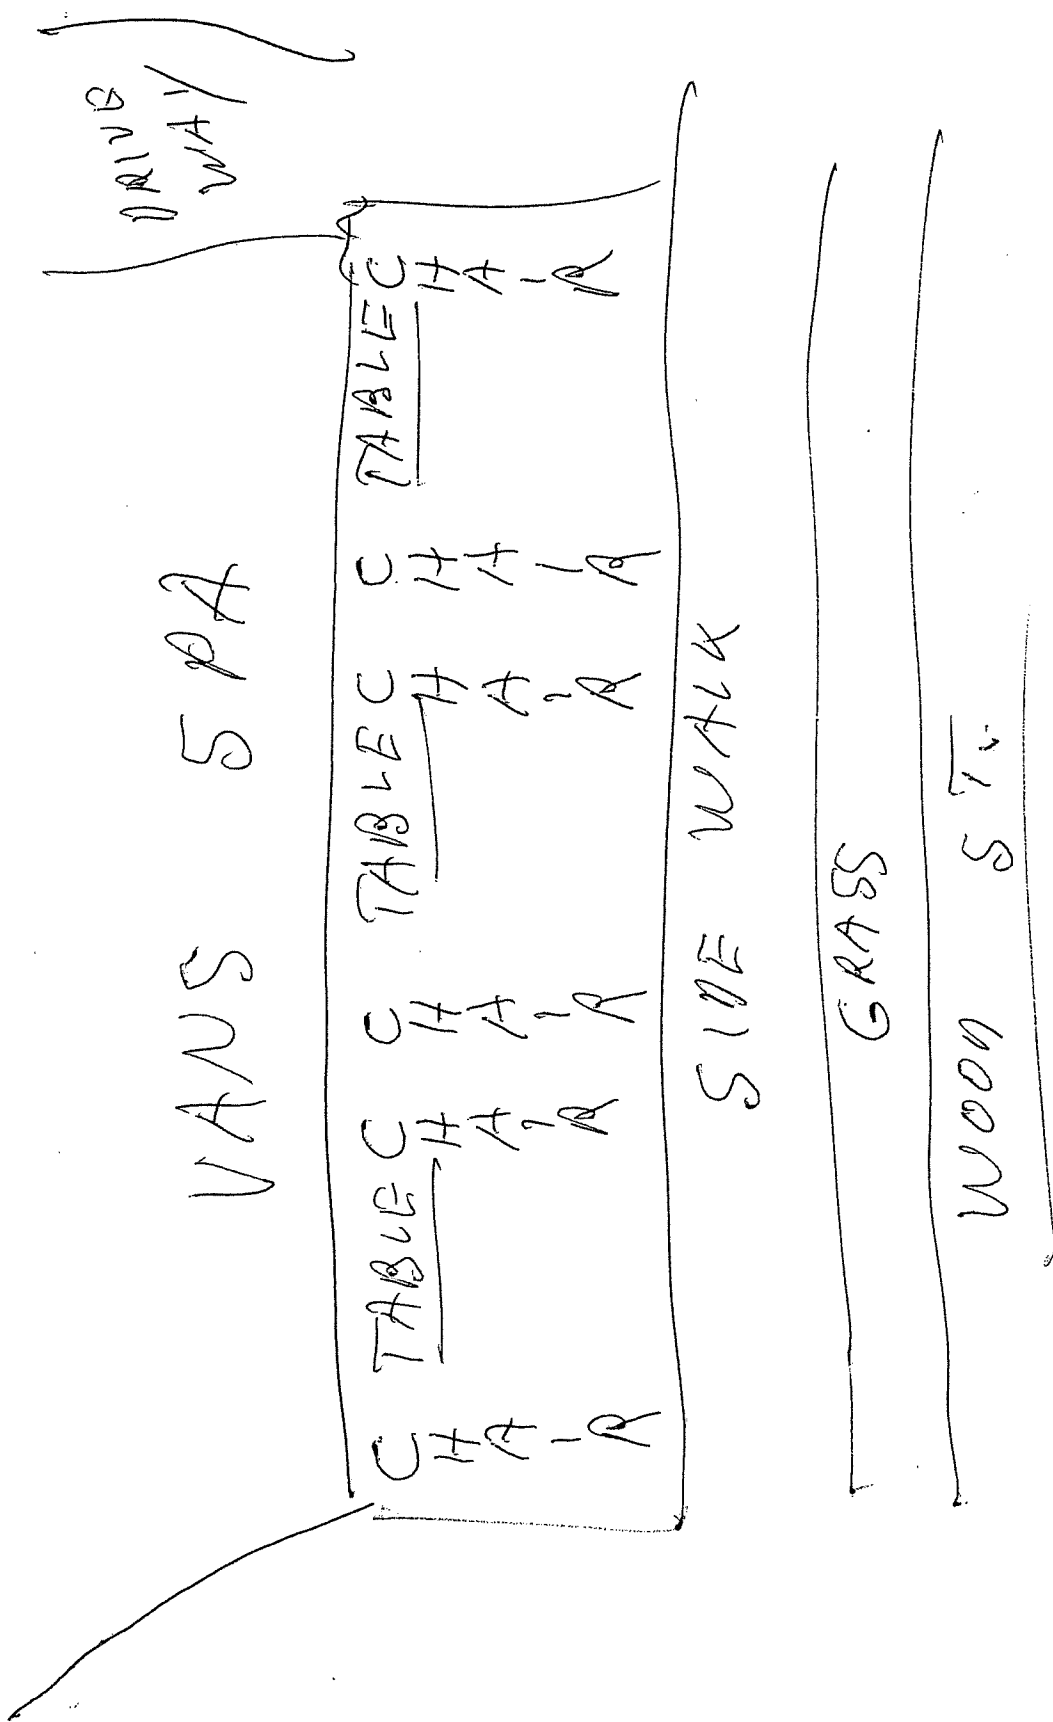 DRIVE
WAY
VANS SPA
CHAIR TABLE CHAIR CHAIR TABLE CHAIR CHAIR TABLE CHAIR
SIDE WALK
GRASS
WOOD ST.